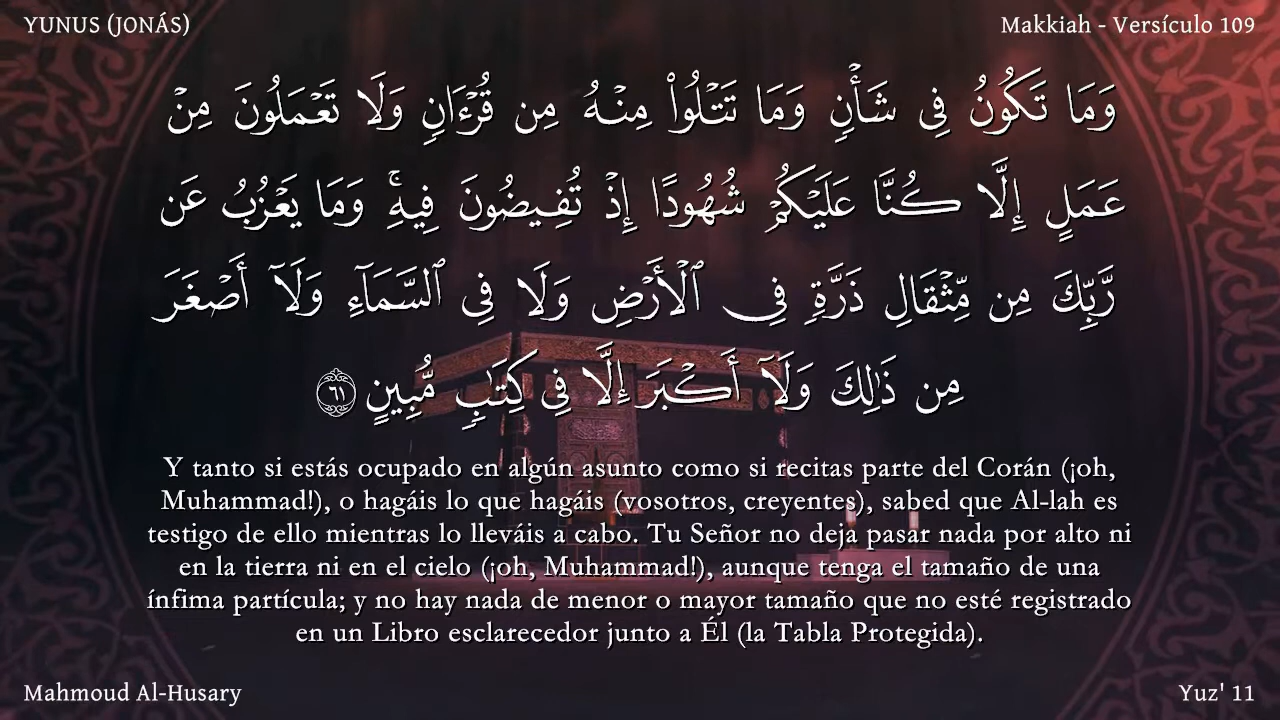 YUNUS (JONÁS)
Makkiah - Versículo 109
وَمَا تَكُونُ فِى شَأْنٍ وَمَا تَتْلُوا۟ مِنْهُ مِن قُرْءَانٍ وَلَا تَعْمَلُونَ مِنْ
عَمَلٍ إِلَّا كُنَّا عَلَيْكُمْ شُهُودًا إِذْ تُفِيضُونَ فِيهِ ۚ وَمَا يَعْزُبُ عَن
رَّبِّكَ مِن مِّثْقَالِ ذَرَّةٍ فِى ٱلْأَرْضِ وَلَا فِى ٱلسَّمَآءِ وَلَآ أَصْغَرَ
مِن ذَٰلِكَ وَلَآ أَكْبَرَ إِلَّا فِى كِتَٰبٍ مُّبِينٍ ٦١
Y tanto si estás ocupado en algún asunto como si recitas parte del Corán (¡oh,
Muhammad!), o hagáis lo que hagáis (vosotros, creyentes), sabed que Al-lah es
testigo de ello mientras lo lleváis a cabo. Tu Señor no deja pasar nada por alto ni
en la tierra ni en el cielo (¡oh, Muhammad!), aunque tenga el tamaño de una
ínfima partícula; y no hay nada de menor o mayor tamaño que no esté registrado
en un Libro esclarecedor junto a Él (la Tabla Protegida).
Mahmoud Al-Husary
Yuz' 11